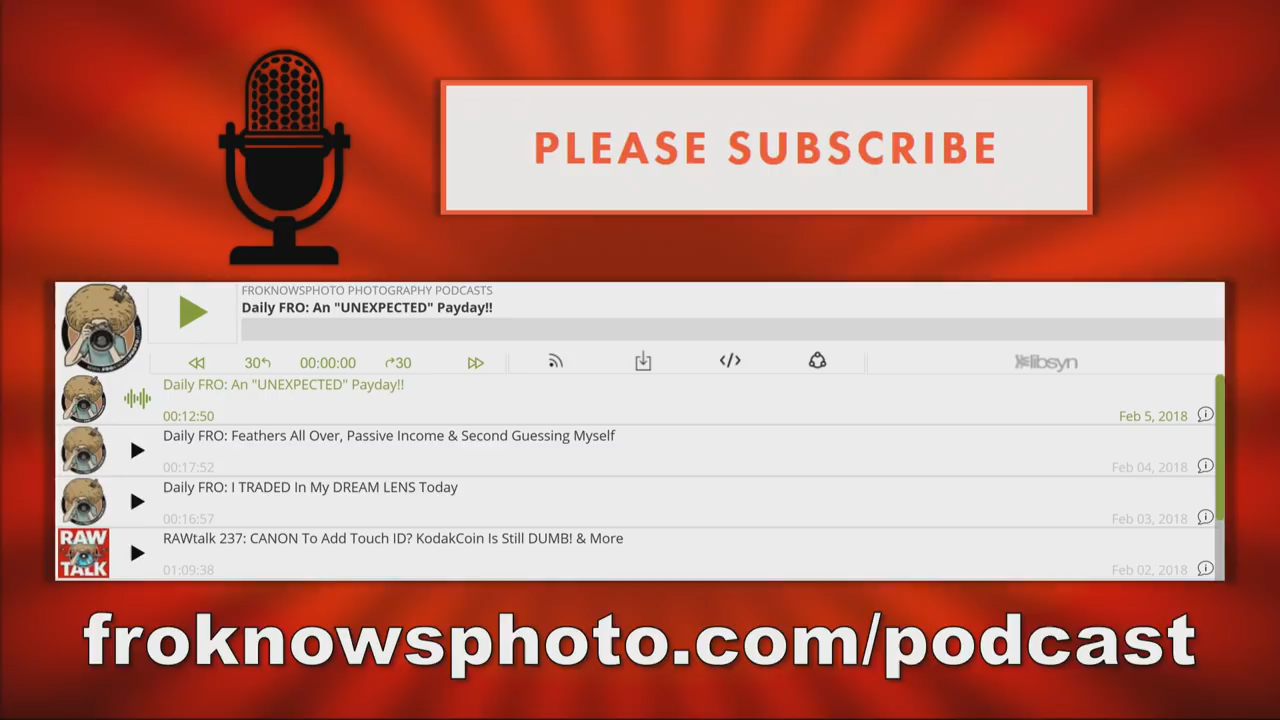 PLEASE SUBSCRIBE
FROKNOWSPHOTO PHOTOGRAPHY PODCASTS
Daily FRO: An "UNEXPECTED" Payday!!
30 00:00:00 30 </> libsyn
Daily FRO: An "UNEXPECTED" Payday!!
00:12:50 Feb 5, 2018
Daily FRO: Feathers All Over, Passive Income & Second Guessing Myself
00:17:52 Feb 04, 2018
Daily FRO: I TRADED In My DREAM LENS Today
00:16:57 Feb 03, 2018
RAW
TALK
RAWtalk 237: CANON To Add Touch ID? KodakCoin Is Still DUMB! & More
01:09:38 Feb 02, 2018
froknowsphoto.com/podcast